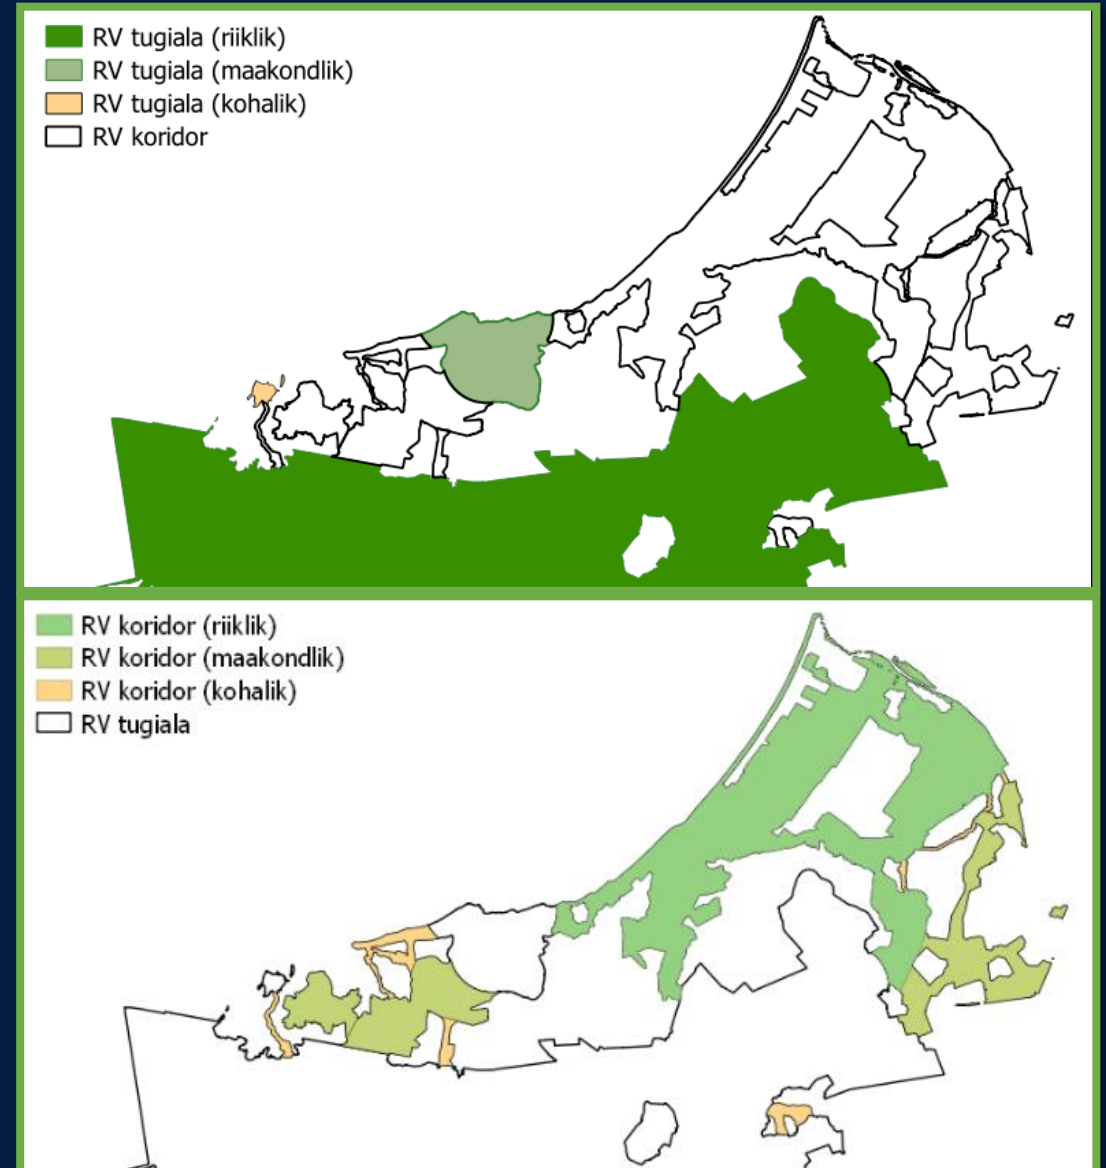 RV tugiala (riiklik)
RV tugiala (maakondlik)
RV tugiala (kohalik)
RV koridor
RV koridor (riiklik)
RV koridor (maakondlik)
RV koridor (kohalik)
RV tugiala